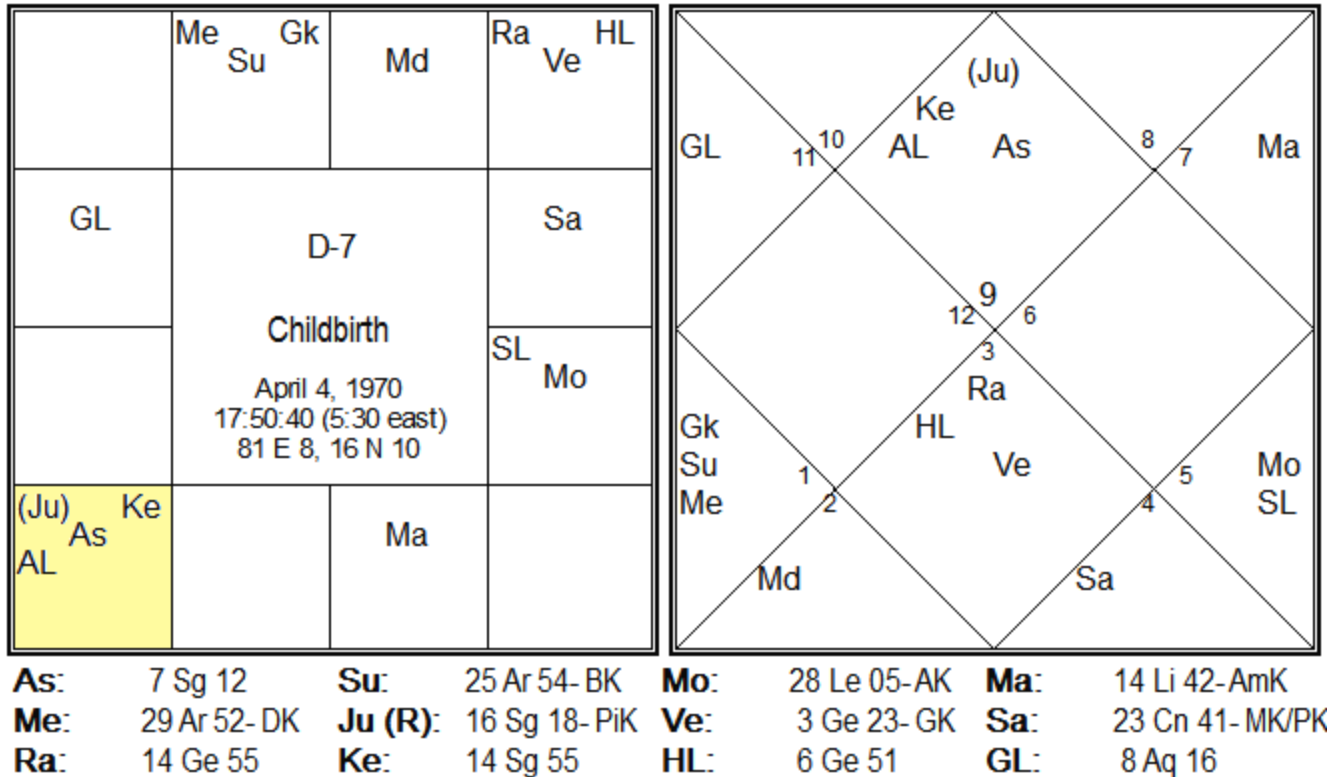 Me Gk
Su
Md
Ra HL
Ve
GL
D-7
Childbirth
April 4, 1970
17:50:40 (5:30 east)
81 E 8, 16 N 10
Sa
SL
Mo
(Ju) Ke
As
AL
Ma
(Ju)
Ke
AL As
GL
11 10
8 7
Ma
9
12 6
3
Ra
HL
Ve
Gk
Su
Me
1
2
5
4
Mo
SL
Md
Sa
As: 7 Sg 12 Su: 25 Ar 54- BK Mo: 28 Le 05- AK Ma: 14 Li 42- AmK
Me: 29 Ar 52- DK Ju (R): 16 Sg 18- PiK Ve: 3 Ge 23- GK Sa: 23 Cn 41- MK/PK
Ra: 14 Ge 55 Ke: 14 Sg 55 HL: 6 Ge 51 GL: 8 Aq 16